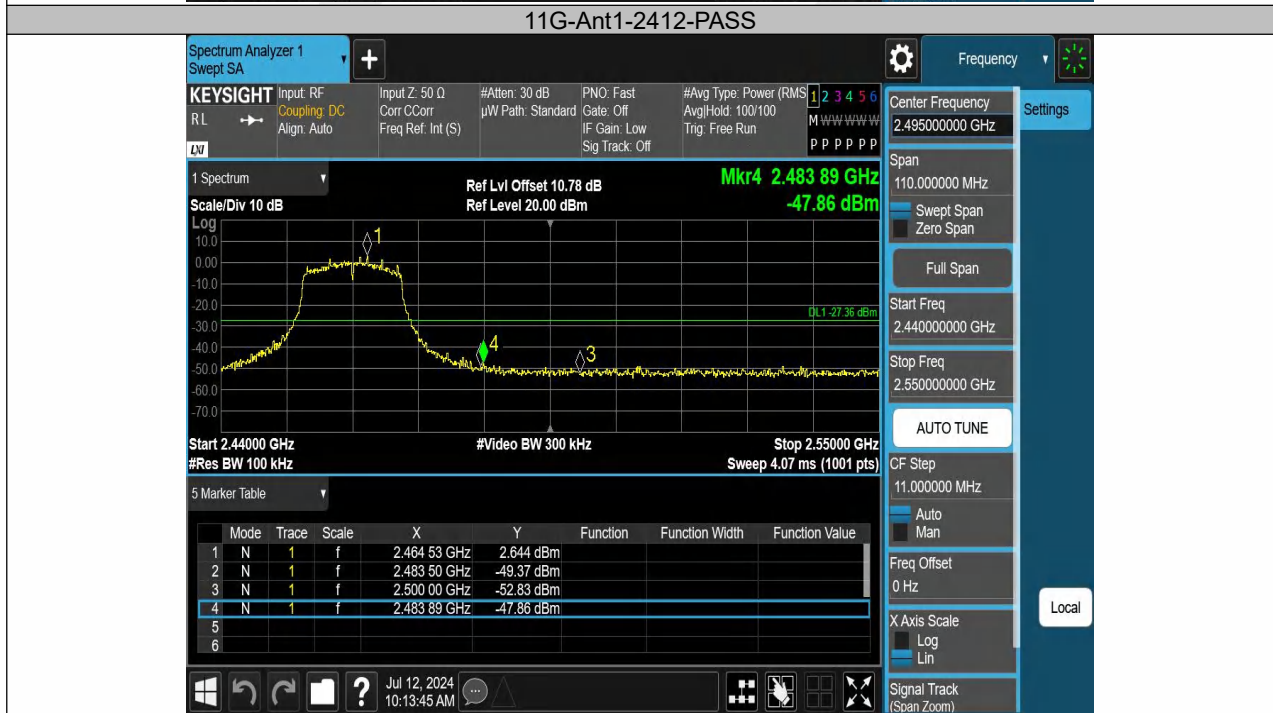 11G-Ant1-2412-PASS
Spectrum Analyzer 1
Swept SA
+
Frequency
KEYSIGHT
RL
LXI
Input: RF
Coupling: DC
Align: Auto
Input Z: 50 Ω
Corr CCorr
Freq Ref: Int (S)
#Atten: 30 dB
µW Path: Standard
PNO: Fast
Gate: Off
IF Gain: Low
Sig Track: Off
#Avg Type: Power (RMS
Avg|Hold: 100/100
Trig: Free Run
1 2 3 4 5 6
M W W W W W
P P P P P P
1 Spectrum
Scale/Div 10 dB
Ref Lvl Offset 10.78 dB
Ref Level 20.00 dBm
Mkr4 2.483 89 GHz
-47.86 dBm
Log
10.0
0.00
-10.0
-20.0
-30.0
-40.0
-50.0
-60.0
-70.0
1
4
3
DL1 -27.36 dBm
Start 2.44000 GHz
#Res BW 100 kHz
#Video BW 300 kHz
Stop 2.55000 GHz
Sweep 4.07 ms (1001 pts)
5 Marker Table
Mode Trace Scale X Y Function Function Width Function Value
1 N 1 f 2.464 53 GHz 2.644 dBm
2 N 1 f 2.483 50 GHz -49.37 dBm
3 N 1 f 2.500 00 GHz -52.83 dBm
4 N 1 f 2.483 89 GHz -47.86 dBm
5
6
?
Jul 12, 2024
10:13:45 AM
Center Frequency
2.495000000 GHz
Span
110.000000 MHz
Swept Span
Zero Span
Full Span
Start Freq
2.440000000 GHz
Stop Freq
2.550000000 GHz
AUTO TUNE
CF Step
11.000000 MHz
Auto
Man
Freq Offset
0 Hz
X Axis Scale
Log
Lin
Signal Track
(Span Zoom)
Settings
Local